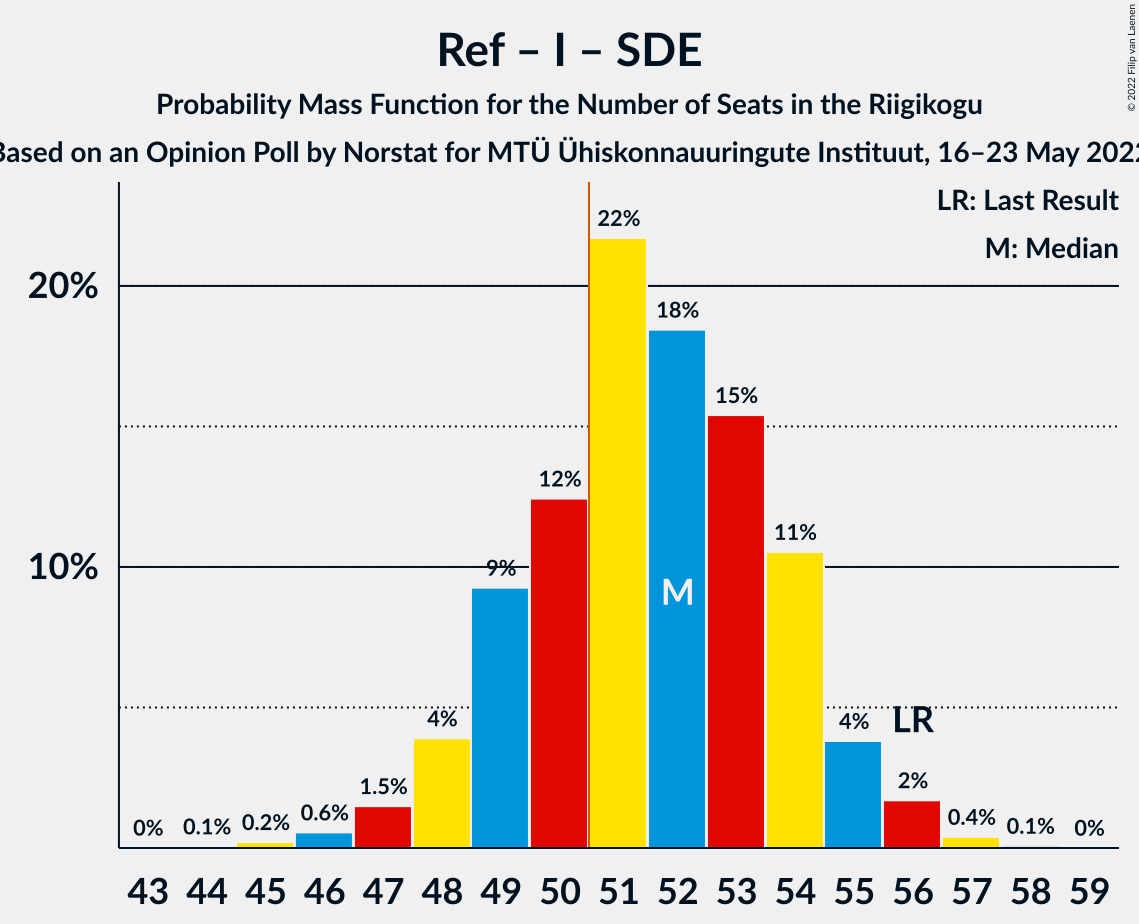 Ref – I – SDE
Probability Mass Function for the Number of Seats in the Riigikogu
Based on an Opinion Poll by Norstat for MTÜ Ühiskonnauuringute Instituut, 16–23 May 2022
© 2022 Filip van Laenen
LR: Last Result
M: Median
22%
20%
18%
15%
12%
11%
10%
9%
M
4%
4%
LR
1.5%
2%
0%
0.1%
0.2%
0.6%
0.4%
0.1%
0%
43 44 45 46 47 48 49 50 51 52 53 54 55 56 57 58 59